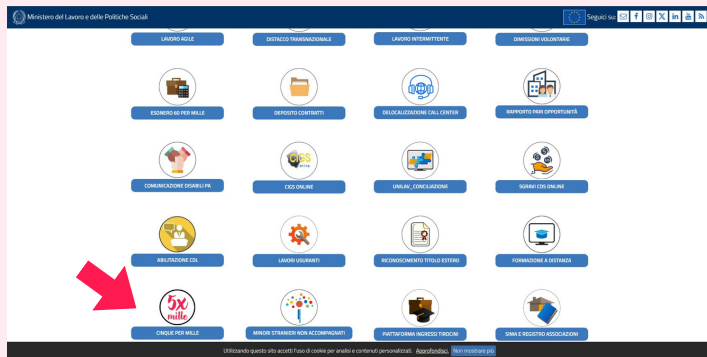 Ministero del Lavoro e delle Politiche Sociali
Seguici su:
LAVORO AGILE
DISTACCO TRANSNAZIONALE
LAVORO INTERMITTENTE
DIMISSIONI VOLONTARIE
ESONERO 60 PER MILLE
DEPOSITO CONTRATTI
DELOCALIZZAZIONE CALL CENTER
RAPPORTO PARI OPPORTUNITÀ
CIGS
COMUNICAZIONE DISABILI PA
CIGS ONLINE
UNILAV_CONCILIAZIONE
SGRAVI CDS ONLINE
ABILITAZIONE CDL
LAVORI USURANTI
RICONOSCIMENTO TITOLO ESTERO
FORMAZIONE A DISTANZA
5x
mille
CINQUE PER MILLE
MINORI STRANIERI NON ACCOMPAGNATI
PIATTAFORMA INGRESSI TIROCINI
SIMA E REGISTRO ASSOCIAZIONI
Utilizzando questo sito accetti l'uso di cookie per analisi e contenuti personalizzati. Approfondisci. Non mostrare più